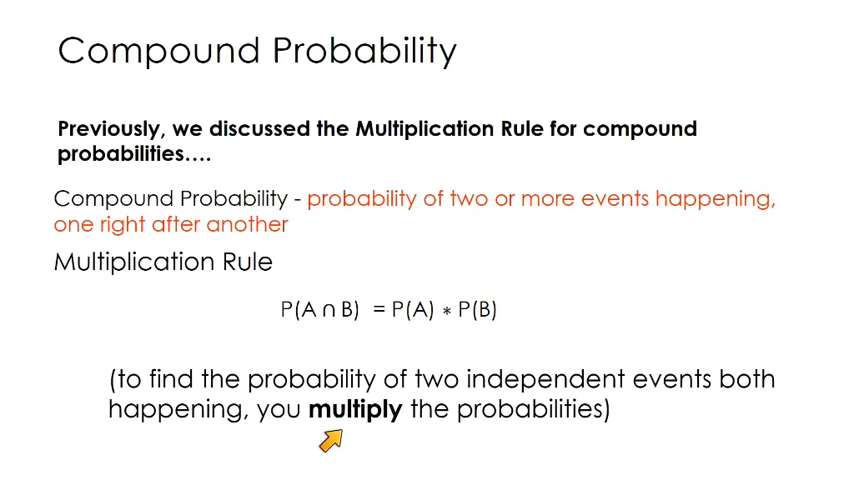 Compound Probability
Previously, we discussed the Multiplication Rule for compound
probabilities....
Compound Probability - probability of two or more events happening,
one right after another
Multiplication Rule
P(A ∩ B) = P(A) * P(B)
(to find the probability of two independent events both
happening, you multiply the probabilities)